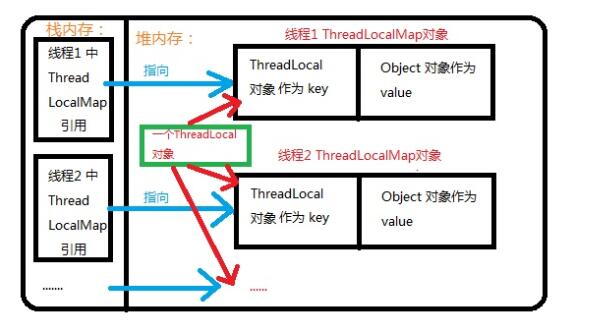 栈内存：
线程1 中
Thread
LocalMap
引用
线程2 中
Thread
LocalMap
引用
.......
堆内存：
线程1 ThreadLocalMap对象
指向
ThreadLocal
对象 作为 key
Object 对象作为
value
一个ThreadLocal
对象
线程2 ThreadLocalMap对象
指向
ThreadLocal
对象 作为 key
Object 对象作为
value
......